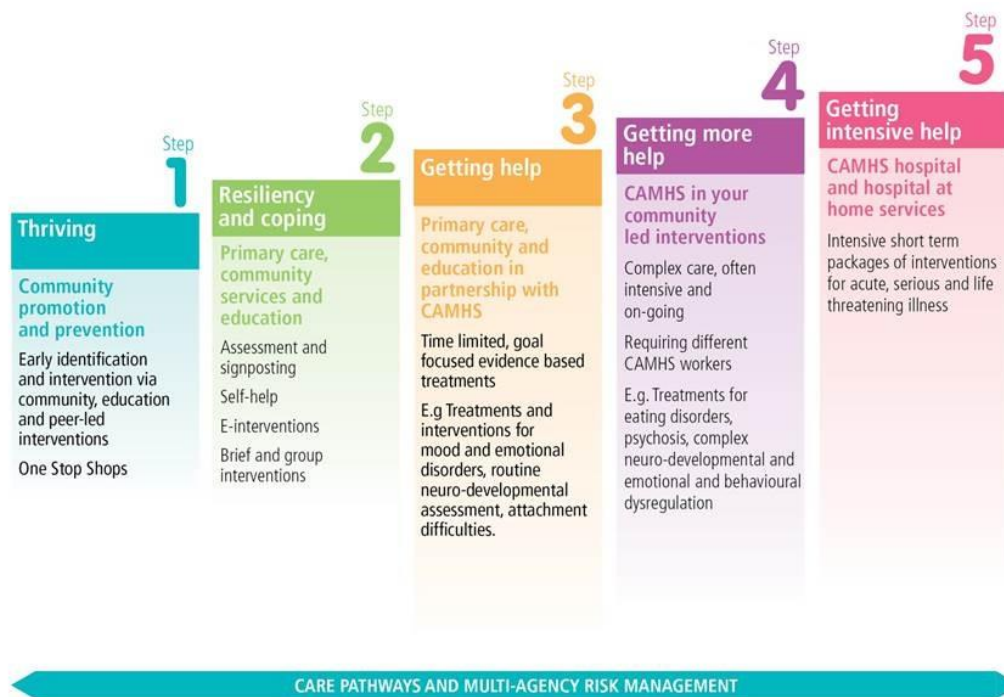 Step
1
Thriving
Community
promotion
and prevention
Early identification
and intervention via
community, education
and peer-led
interventions
One Stop Shops
Step
2
Resiliency
and coping
Primary care,
community
services and
education
Assessment and
signposting
Self-help
E-interventions
Brief and group
interventions
Step
3
Getting help
Primary care,
community and
education in
partnership with
CAMHS
Time limited, goal
focused evidence based
treatments
E.g Treatments and
interventions for
mood and emotional
disorders, routine
neuro-developmental
assessment, attachment
difficulties.
Step
4
Getting more
help
CAMHS in your
community
led interventions
Complex care, often
intensive and
on-going
Requiring different
CAMHS workers
E.g. Treatments for
eating disorders,
psychosis, complex
neuro-developmental and
emotional and behavioural
dysregulation
Step
5
Getting
intensive help
CAMHS hospital
and hospital at
home services
Intensive short term
packages of interventions
for acute, serious and life
threatening illness
CARE PATHWAYS AND MULTI-AGENCY RISK MANAGEMENT